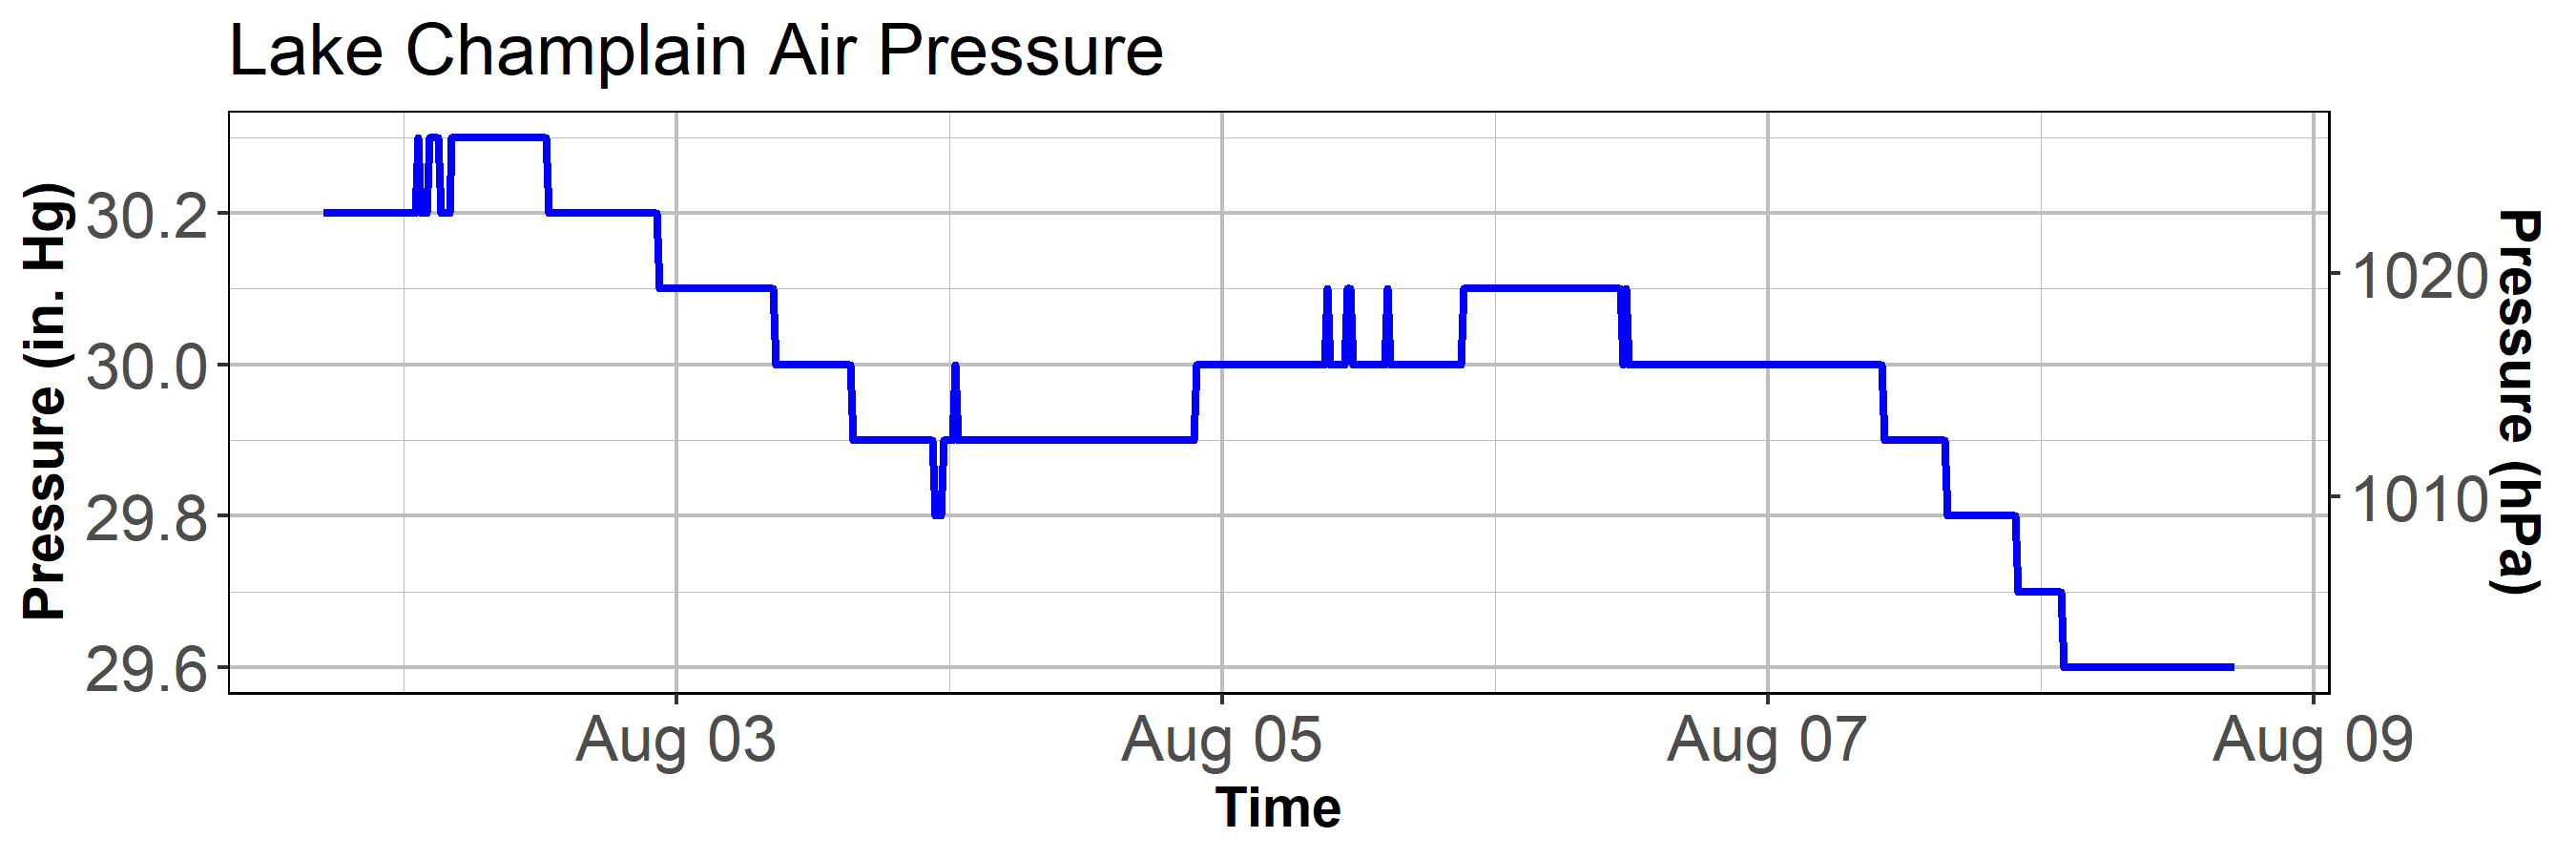 Lake Champlain Air Pressure
Pressure (in. Hg)
30.2
30.0
29.8
29.6
1020
1010
Pressure (hPa)
Aug 03
Aug 05
Aug 07
Aug 09
Time